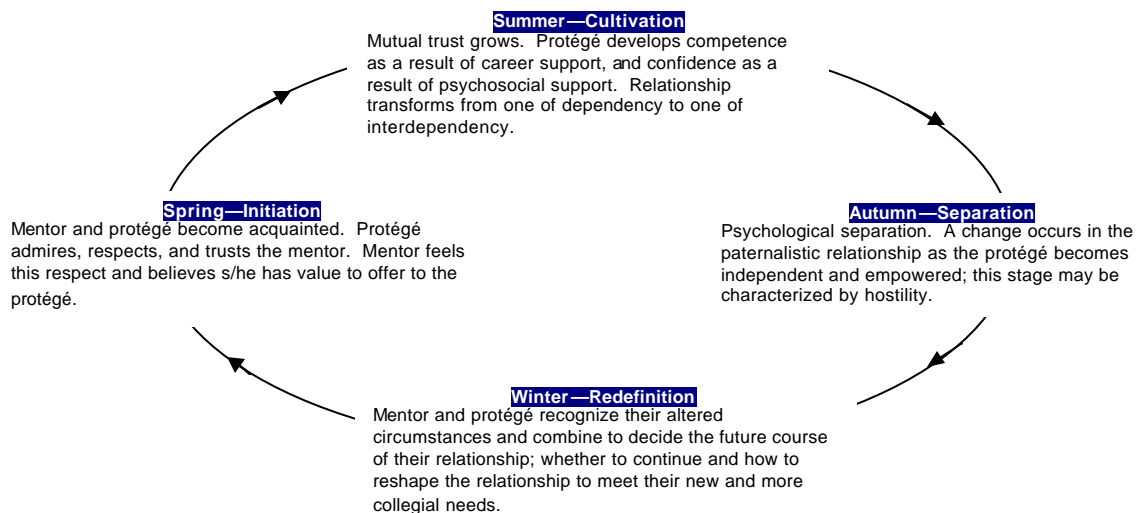 Summer—Cultivation
Mutual trust grows. Protégé develops competence
as a result of career support, and confidence as a
result of psychosocial support. Relationship
transforms from one of dependency to one of
interdependency.
Spring—Initiation
Mentor and protégé become acquainted. Protégé
admires, respects, and trusts the mentor. Mentor feels
this respect and believes s/he has value to offer to the
protégé.
Autumn—Separation
Psychological separation. A change occurs in the
paternalistic relationship as the protégé becomes
independent and empowered; this stage may be
characterized by hostility.
Winter—Redefinition
Mentor and protégé recognize their altered
circumstances and combine to decide the future course
of their relationship; whether to continue and how to
reshape the relationship to meet their new and more
collegial needs.